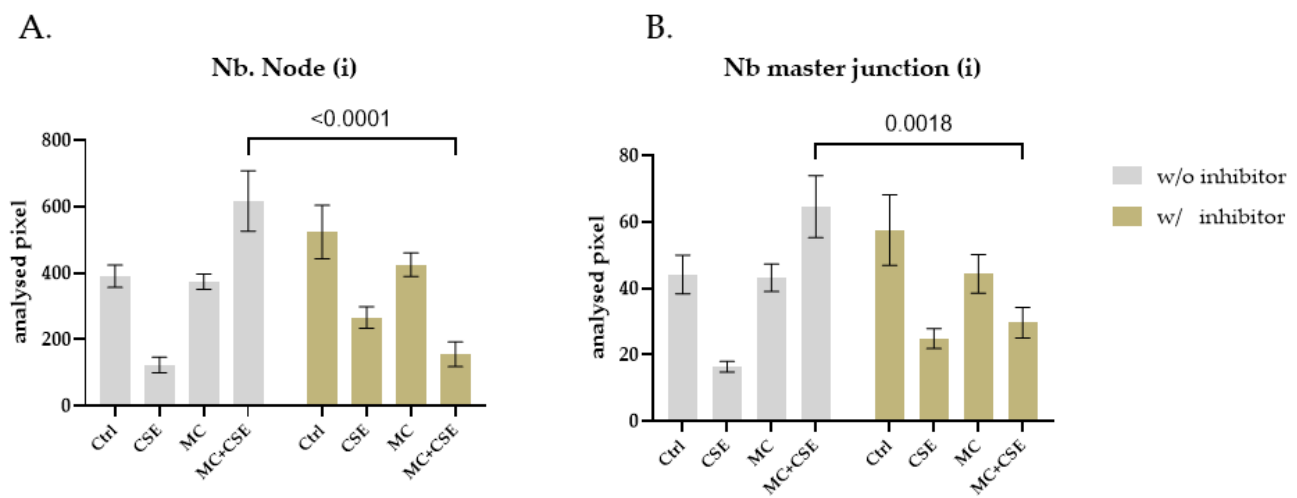 A.
Nb. Node (i)
<0.0001
800
600
400
200
0
analysed pixel
Ctrl
CSE
MC
MC+CSE
Ctrl
CSE
MC
MC+CSE
B.
Nb master junction (i)
0.0018
80
60
40
20
0
analysed pixel
Ctrl
CSE
MC
MC+CSE
Ctrl
CSE
MC
MC+CSE
w/o inhibitor
w/ inhibitor